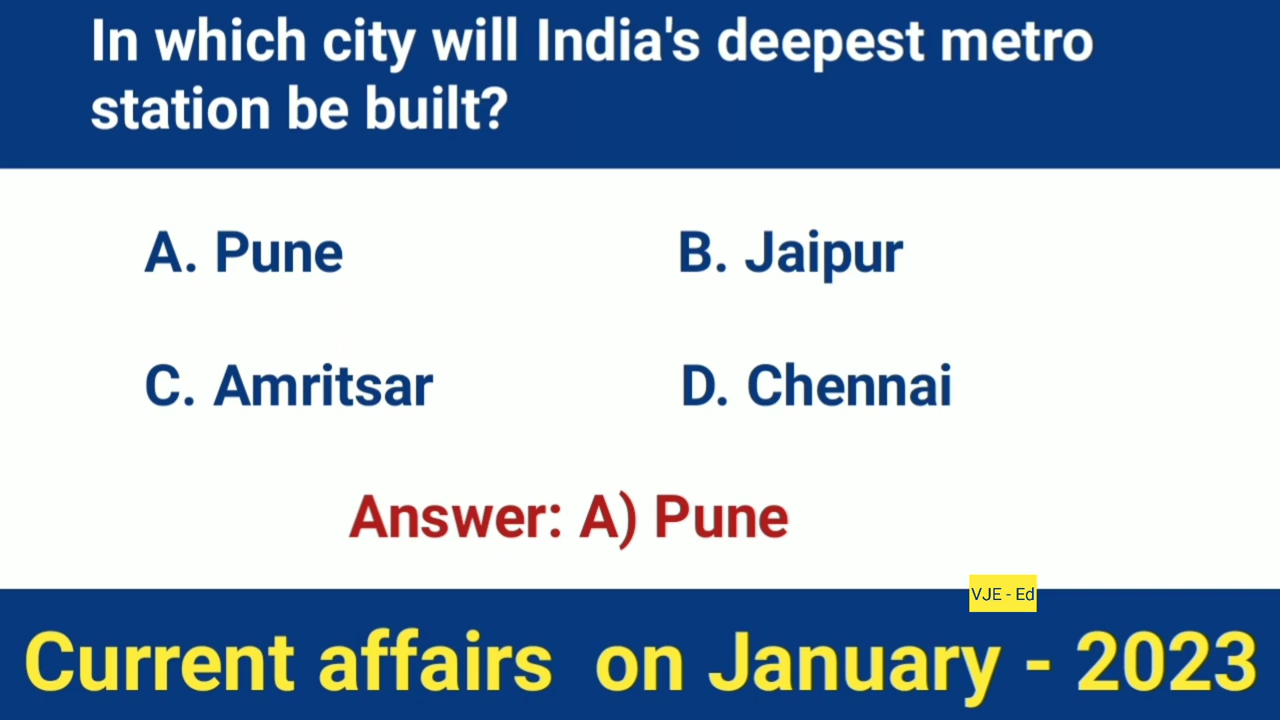 In which city will India's deepest metro
station be built?
A. Pune
B. Jaipur
C. Amritsar
D. Chennai
Answer: A) Pune
VJE - Ed
Current affairs on January - 2023